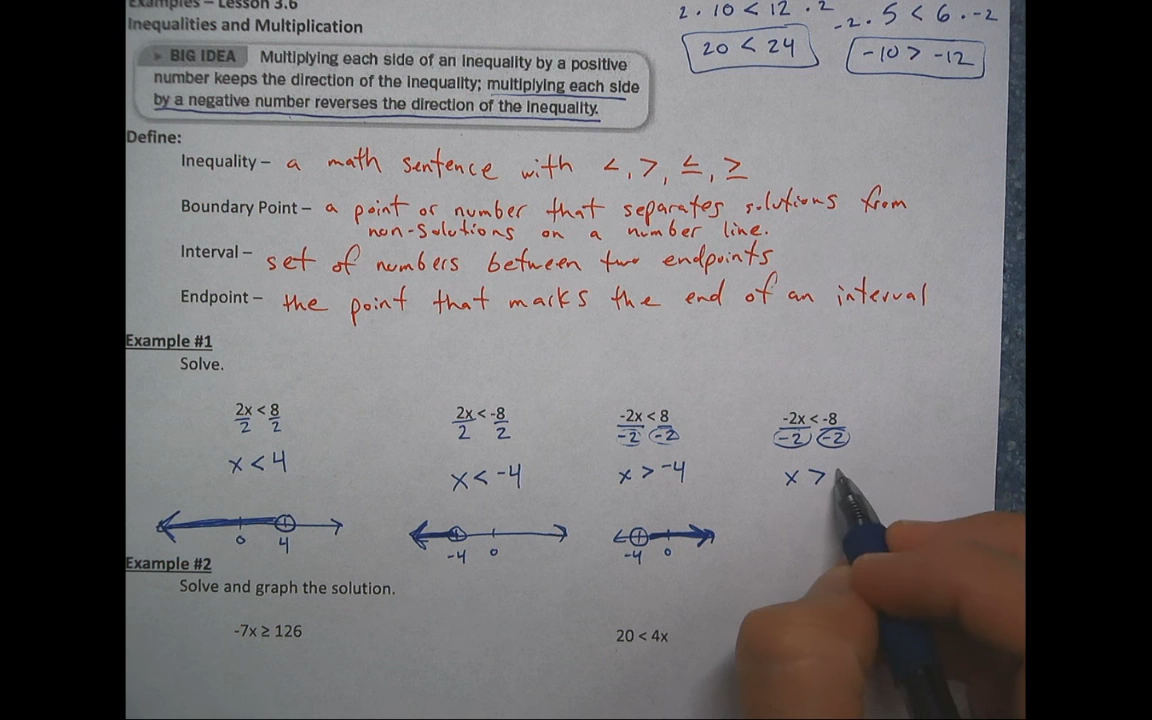 Examples – Lesson 3.6
Inequalities and Multiplication
2 · 10 < 12 · 2
-2 · 5 < 6 · -2
20 < 24
-10 > -12
▸ BIG IDEA Multiplying each side of an inequality by a positive
number keeps the direction of the inequality; multiplying each side
by a negative number reverses the direction of the inequality.
Define:
Inequality – a math sentence with <, >, ≤, ≥
Boundary Point – a point or number that separates solutions from
non-solutions on a number line.
Interval – set of numbers between two endpoints
Endpoint – the point that marks the end of an interval
Example #1
Solve.
2x < 8 2x < -8 -2x < 8 -2x < -8
2 2 2 2 -2 -2 -2 -2
x < 4 x < -4 x > -4 x >
0 4 -4 0 -4 0
Example #2
Solve and graph the solution.
-7x ≥ 126 20 < 4x